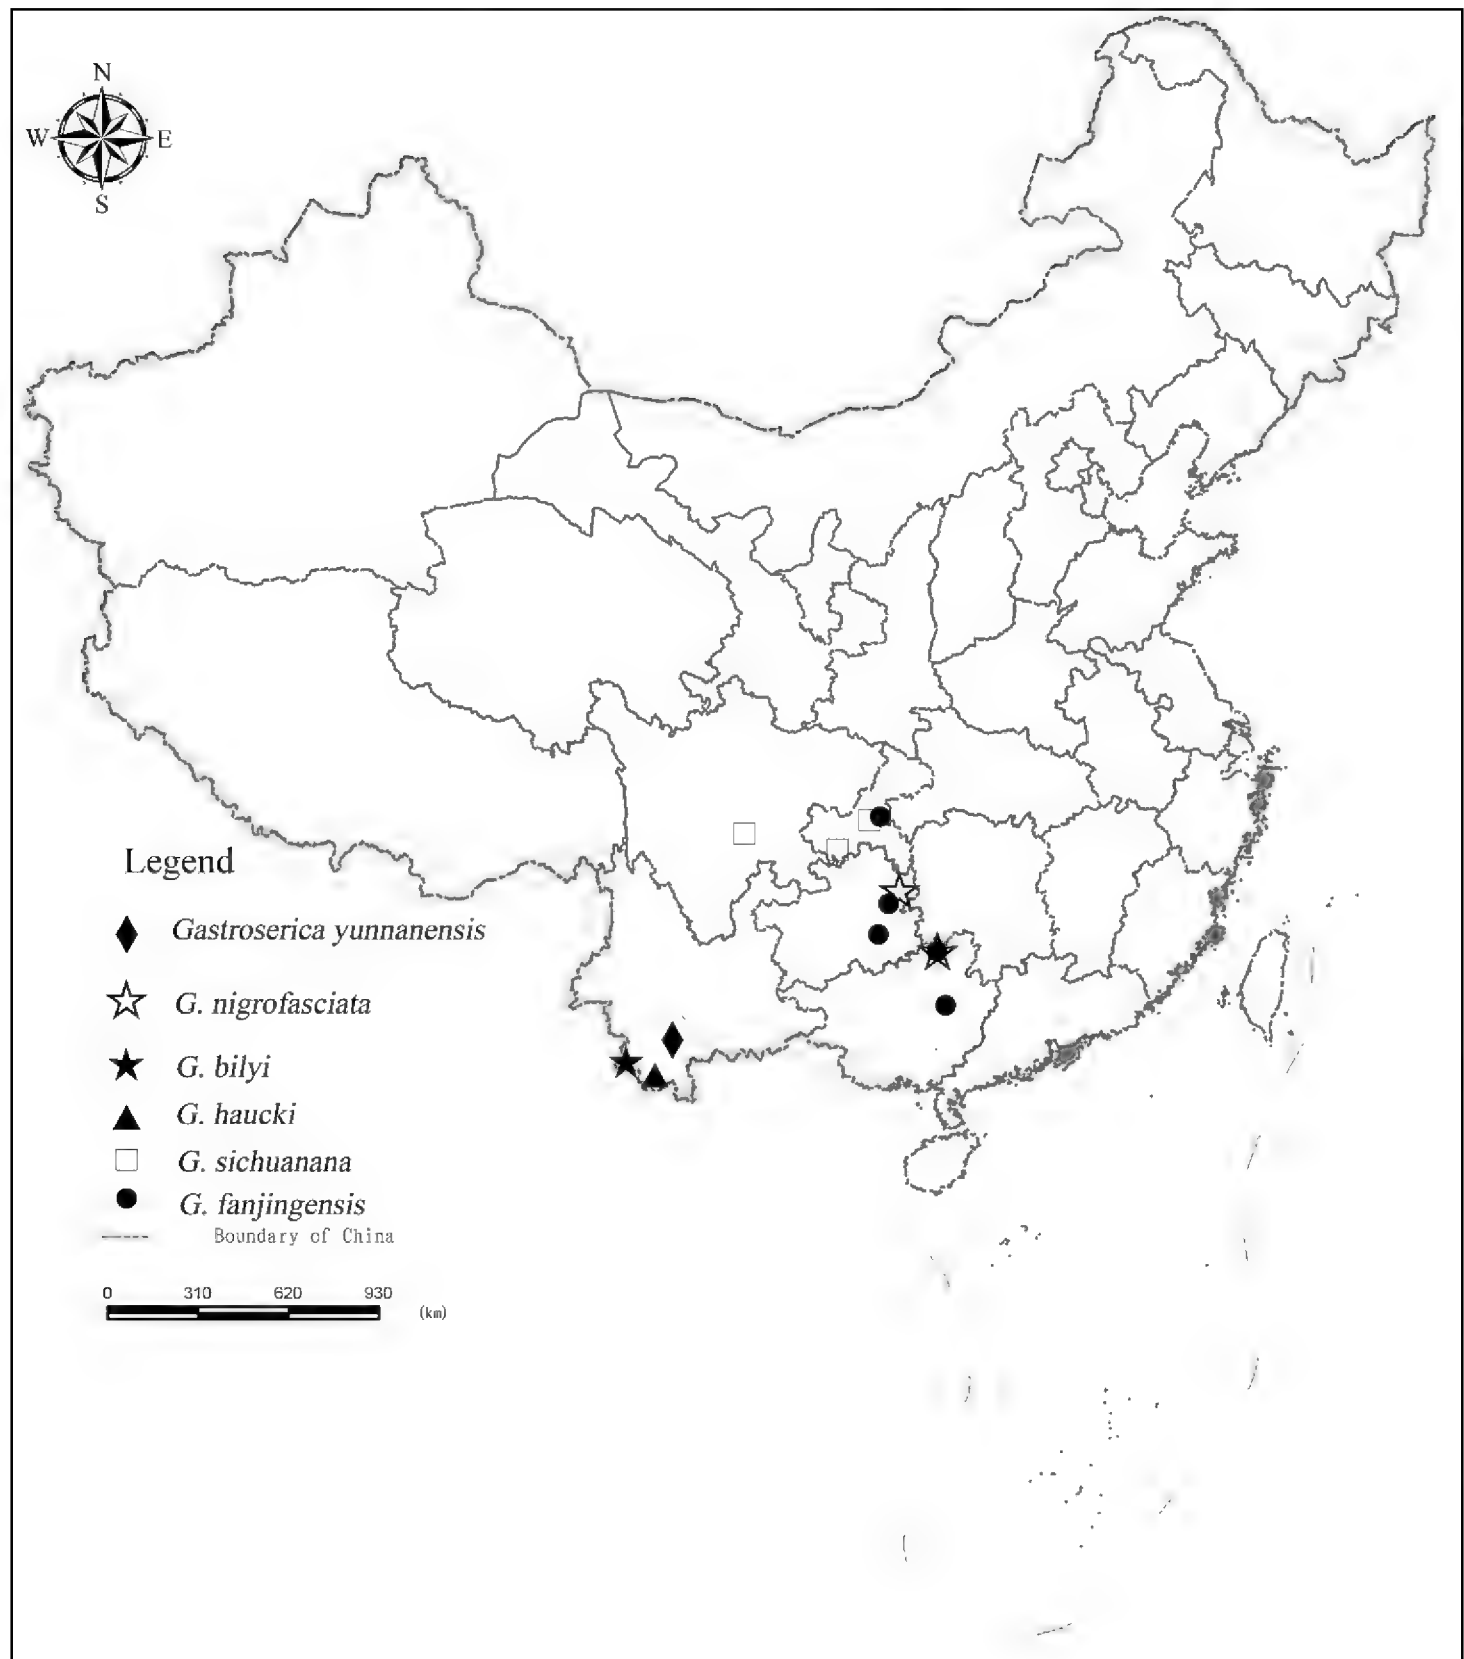 N
W E
S
Legend
Gastroserica yunnanensis
G. nigrofasciata
G. bilyi
G. haucki
G. sichuanana
G. fanjingensis
Boundary of China
0 310 620 930
(km)